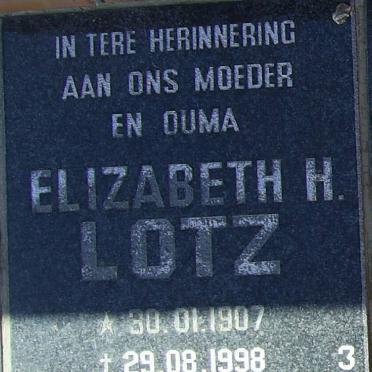 IN TERE HERINNERING
AAN ONS MOEDER
EN OUMA
ELIZABETH H.
LOTZ
* 30.01.1907
† 29.08.1998 3